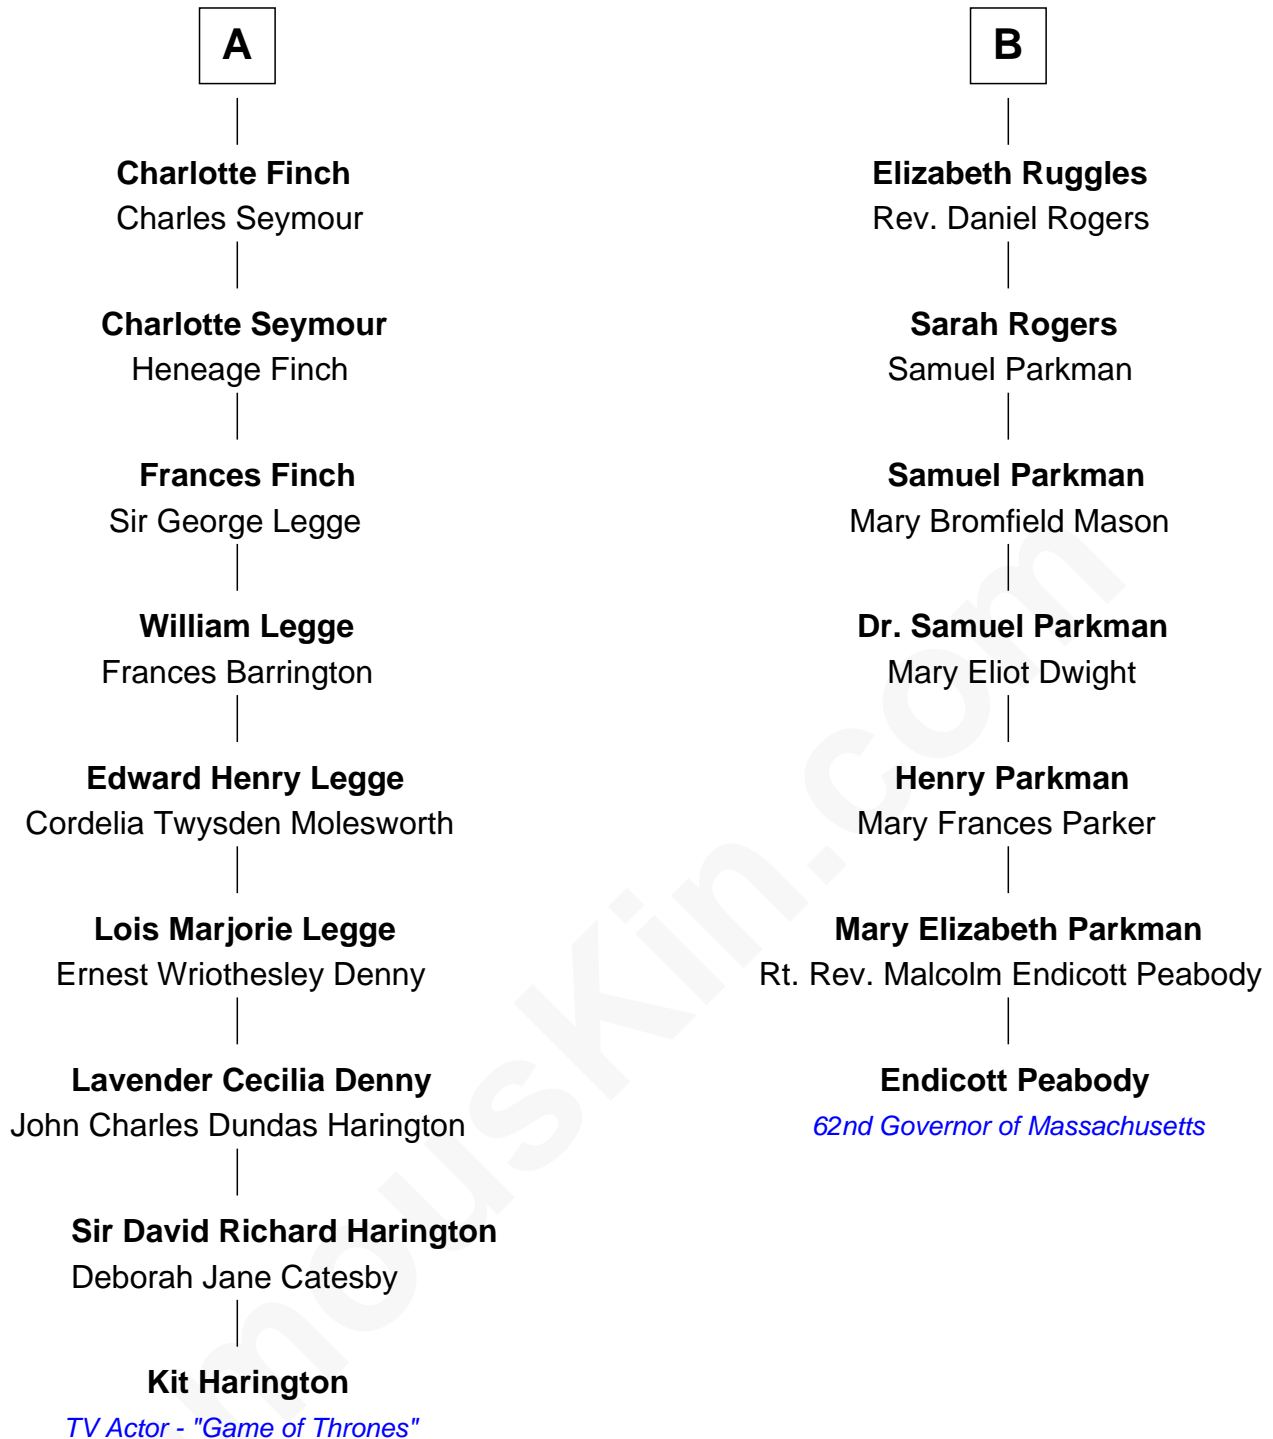 A
Charlotte Finch
Charles Seymour
Charlotte Seymour
Heneage Finch
Frances Finch
Sir George Legge
William Legge
Frances Barrington
Edward Henry Legge
Cordelia Twysden Molesworth
Lois Marjorie Legge
Ernest Wriothesley Denny
Lavender Cecilia Denny
John Charles Dundas Harington
Sir David Richard Harington
Deborah Jane Catesby
Kit Harington
TV Actor - "Game of Thrones"
B
Elizabeth Ruggles
Rev. Daniel Rogers
Sarah Rogers
Samuel Parkman
Samuel Parkman
Mary Bromfield Mason
Dr. Samuel Parkman
Mary Eliot Dwight
Henry Parkman
Mary Frances Parker
Mary Elizabeth Parkman
Rt. Rev. Malcolm Endicott Peabody
Endicott Peabody
62nd Governor of Massachusetts
mousKin.com